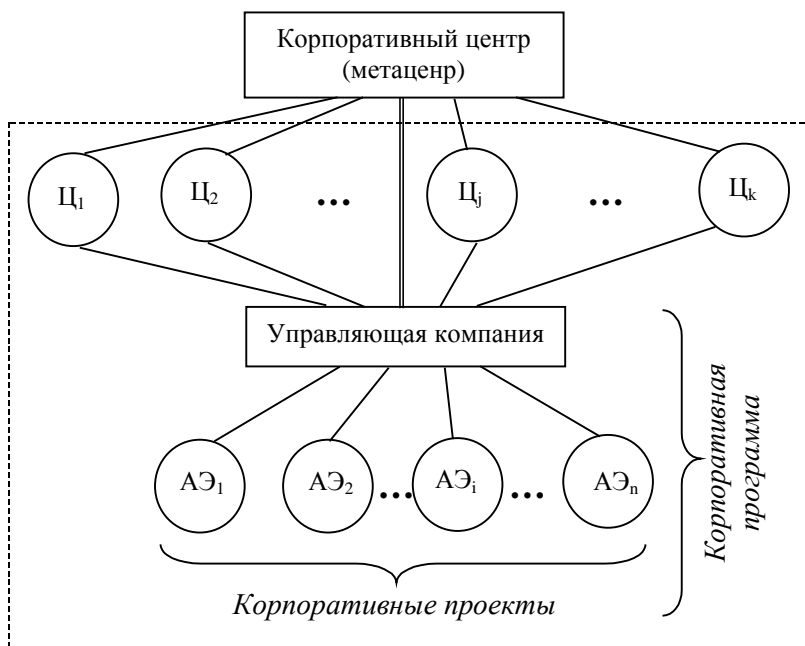 Корпоративный центр
(метаценр)
Ц₁ Ц₂ ... Цⱼ ... Цₖ
Управляющая компания
АЭ₁ АЭ₂ ... АЭᵢ ... АЭₙ
Корпоративные проекты
Корпоративная
программа